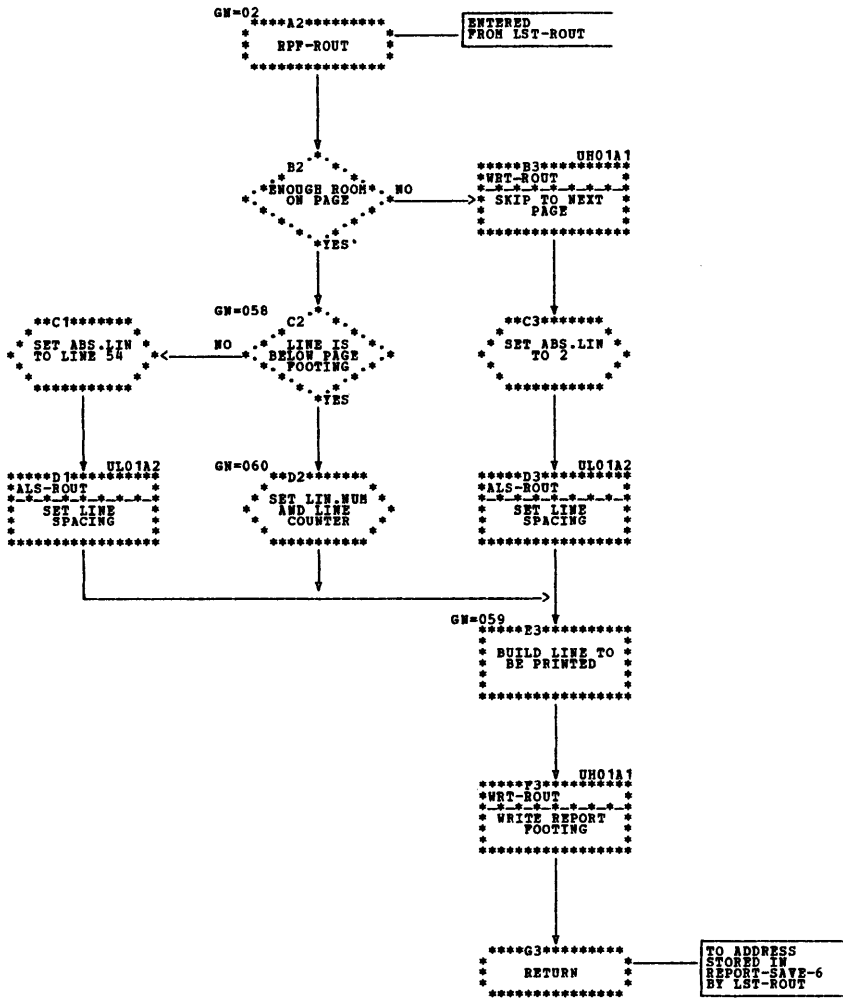 GN=02
A2
RPF-ROUT
ENTERED
FROM LST-ROUT
B2
ENOUGH ROOM
ON PAGE
NO
YES
UH01A1
B3
WRT-ROUT
SKIP TO NEXT
PAGE
C1
SET ABS.LIN
TO LINE 54
NO
GN=058
C2
LINE IS
BELOW PAGE
FOOTING
YES
C3
SET ABS.LIN
TO 2
UL01A2
D1
ALS-ROUT
SET LINE
SPACING
GN=060
D2
SET LIN.NUM
AND LINE
COUNTER
UL01A2
D3
ALS-ROUT
SET LINE
SPACING
GN=059
E3
BUILD LINE TO
BE PRINTED
UH01A1
F3
WRT-ROUT
WRITE REPORT
FOOTING
G3
RETURN
TO ADDRESS
STORED IN
REPORT-SAVE-6
BY LST-ROUT